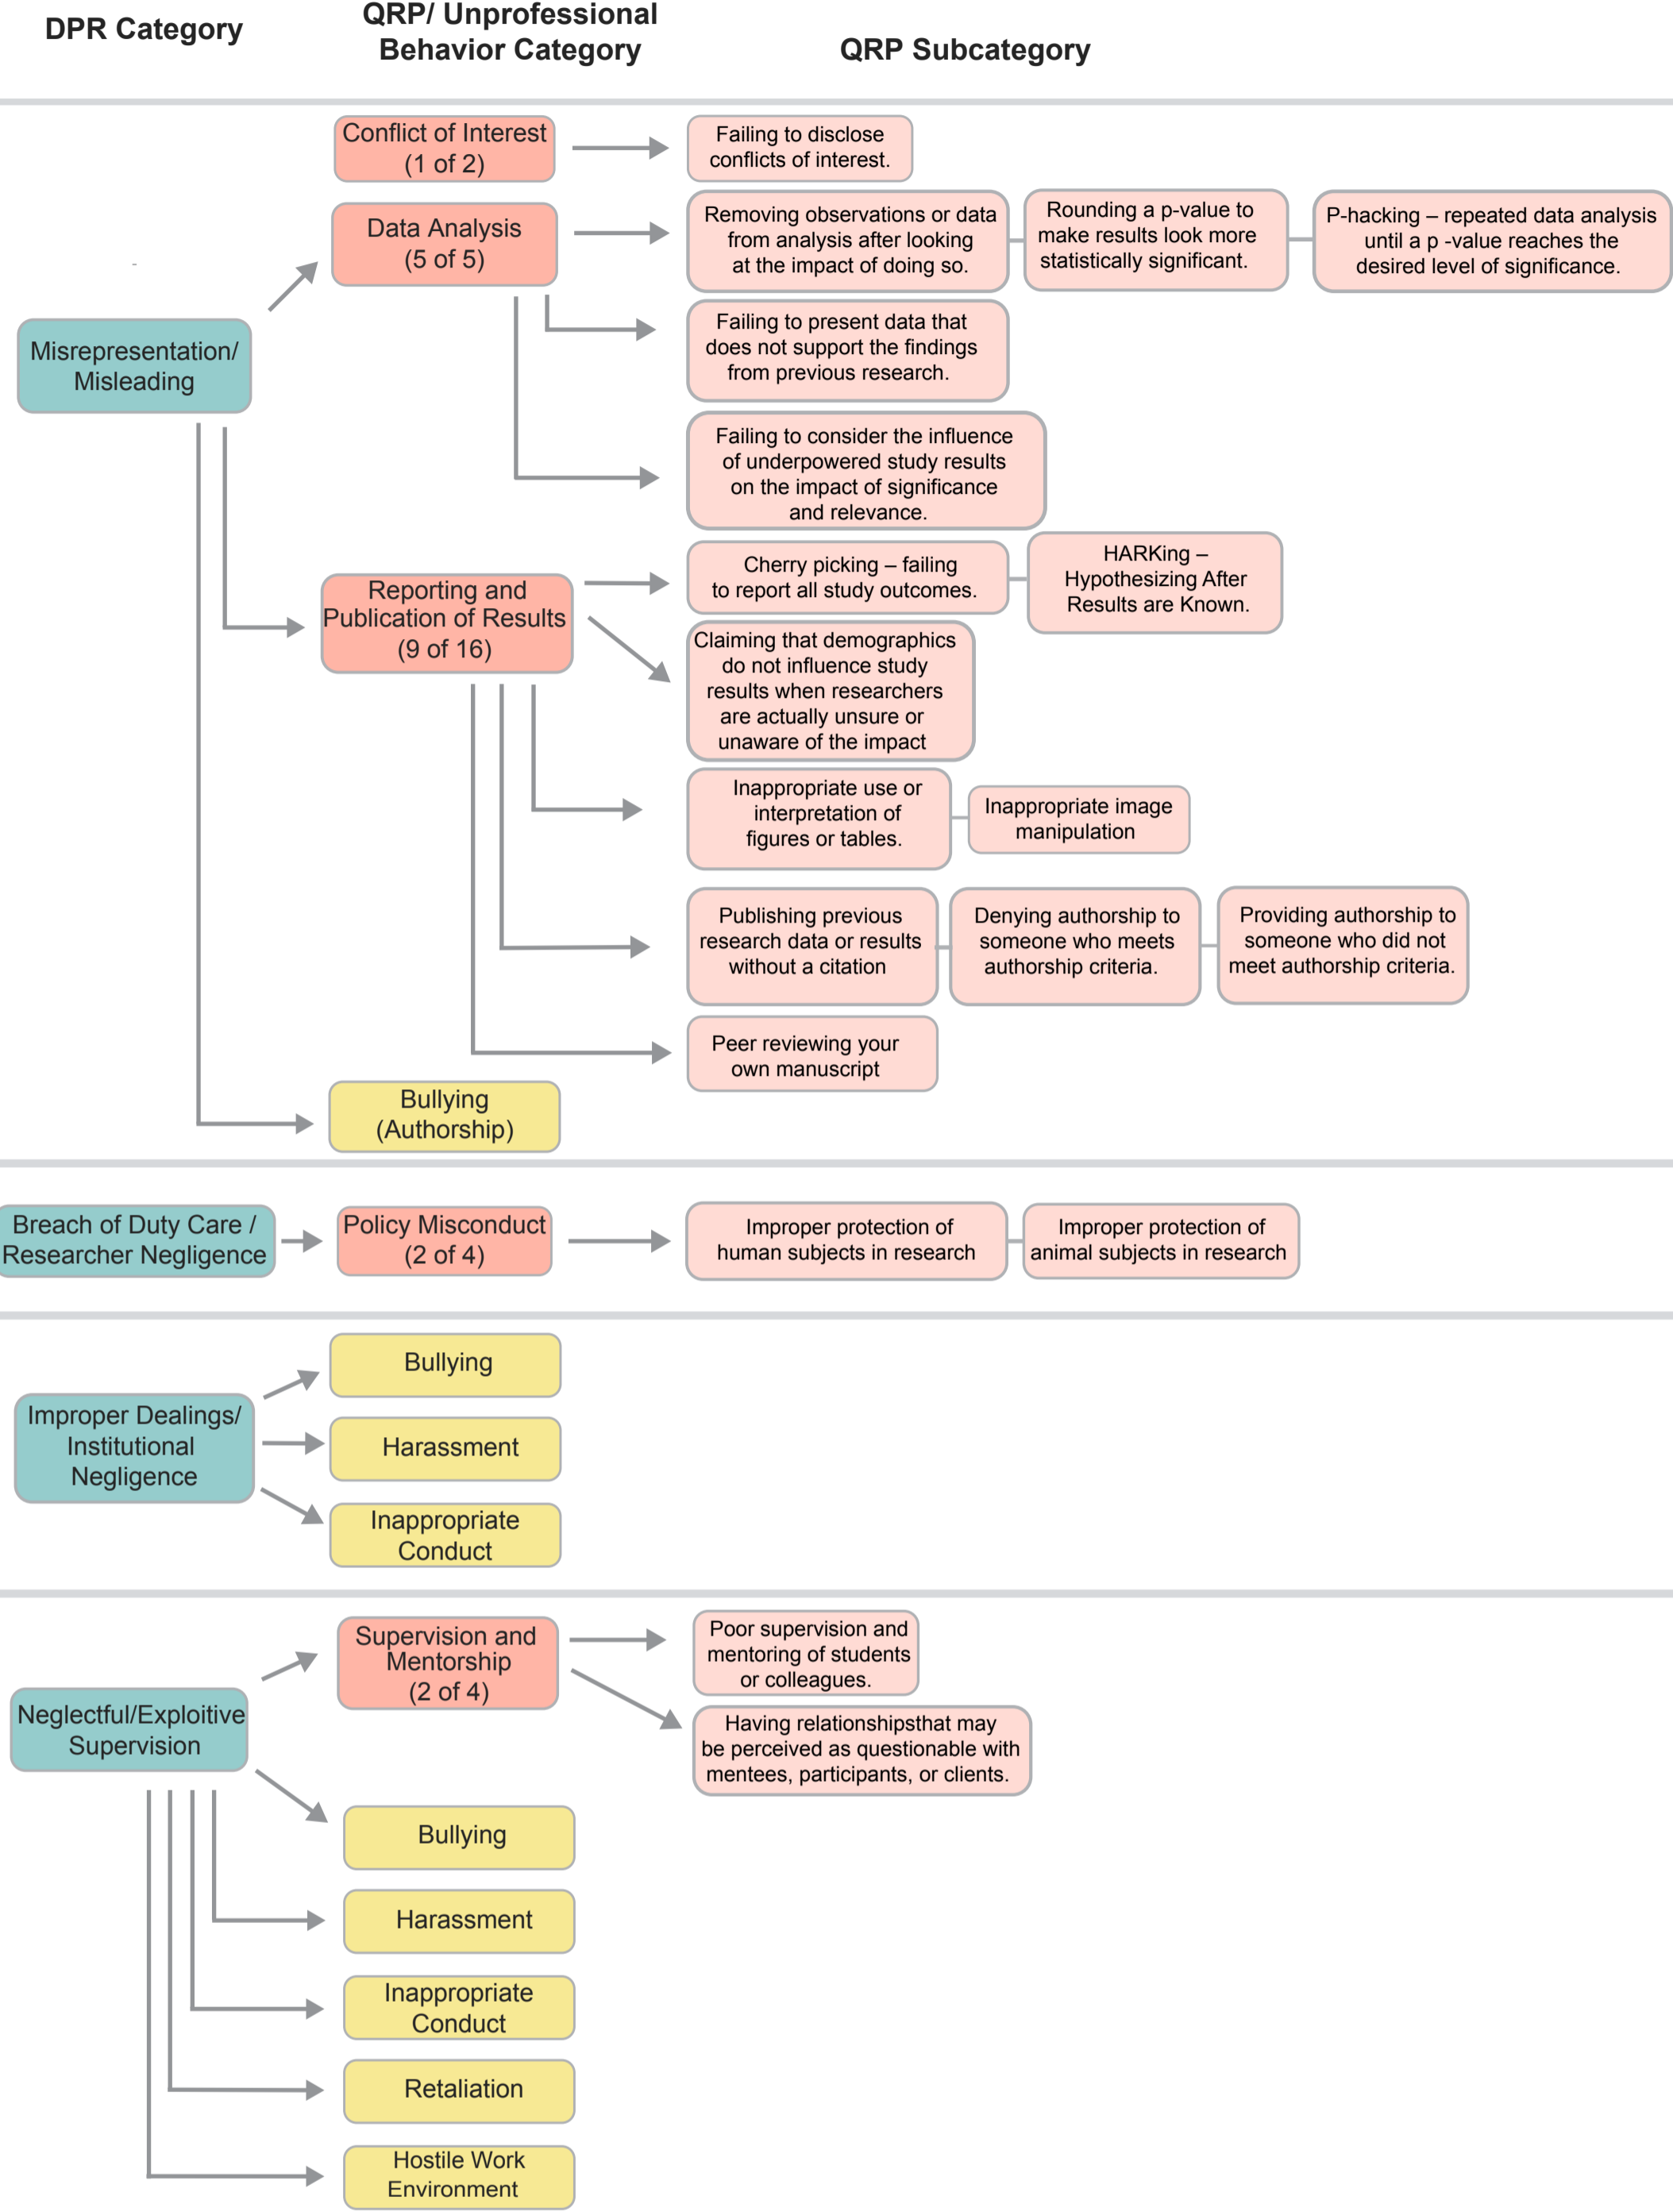 DPR Category
QRP/ Unprofessional
Behavior Category
QRP Subcategory
Misrepresentation/
Misleading
Conflict of Interest
(1 of 2)
Failing to disclose
conflicts of interest.
Data Analysis
(5 of 5)
Removing observations or data
from analysis after looking
at the impact of doing so.
Rounding a p-value to
make results look more
statistically significant.
P-hacking – repeated data analysis
until a p -value reaches the
desired level of significance.
Failing to present data that
does not support the findings
from previous research.
Failing to consider the influence
of underpowered study results
on the impact of significance
and relevance.
Reporting and
Publication of Results
(9 of 16)
Cherry picking – failing
to report all study outcomes.
HARKing –
Hypothesizing After
Results are Known.
Claiming that demographics
do not influence study
results when researchers
are actually unsure or
unaware of the impact
Inappropriate use or
interpretation of
figures or tables.
Inappropriate image
manipulation
Publishing previous
research data or results
without a citation
Denying authorship to
someone who meets
authorship criteria.
Providing authorship to
someone who did not
meet authorship criteria.
Peer reviewing your
own manuscript
Bullying
(Authorship)
Breach of Duty Care /
Researcher Negligence
Policy Misconduct
(2 of 4)
Improper protection of
human subjects in research
Improper protection of
animal subjects in research
Improper Dealings/
Institutional
Negligence
Bullying
Harassment
Inappropriate
Conduct
Neglectful/Exploitive
Supervision
Supervision and
Mentorship
(2 of 4)
Poor supervision and
mentoring of students
or colleagues.
Having relationshipsthat may
be perceived as questionable with
mentees, participants, or clients.
Bullying
Harassment
Inappropriate
Conduct
Retaliation
Hostile Work
Environment